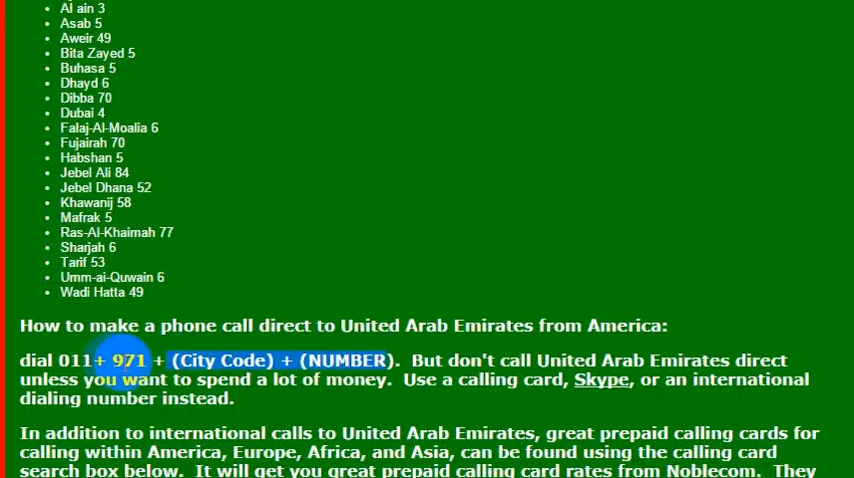 Al ain 3
Asab 5
Aweir 49
Bita Zayed 5
Buhasa 5
Dhayd 6
Dibba 70
Dubai 4
Falaj-Al-Moalia 6
Fujairah 70
Habshan 5
Jebel Ali 84
Jebel Dhana 52
Khawanij 58
Mafrak 5
Ras-Al-Khaimah 77
Sharjah 6
Tarif 53
Umm-ai-Quwain 6
Wadi Hatta 49
How to make a phone call direct to United Arab Emirates from America:
dial 011+ 971 + (City Code) + (NUMBER).  But don't call United Arab Emirates direct
unless you want to spend a lot of money.  Use a calling card, Skype, or an international
dialing number instead.
In addition to international calls to United Arab Emirates, great prepaid calling cards for
calling within America, Europe, Africa, and Asia, can be found using the calling card
search box below.  It will get you great prepaid calling card rates from Noblecom.  They